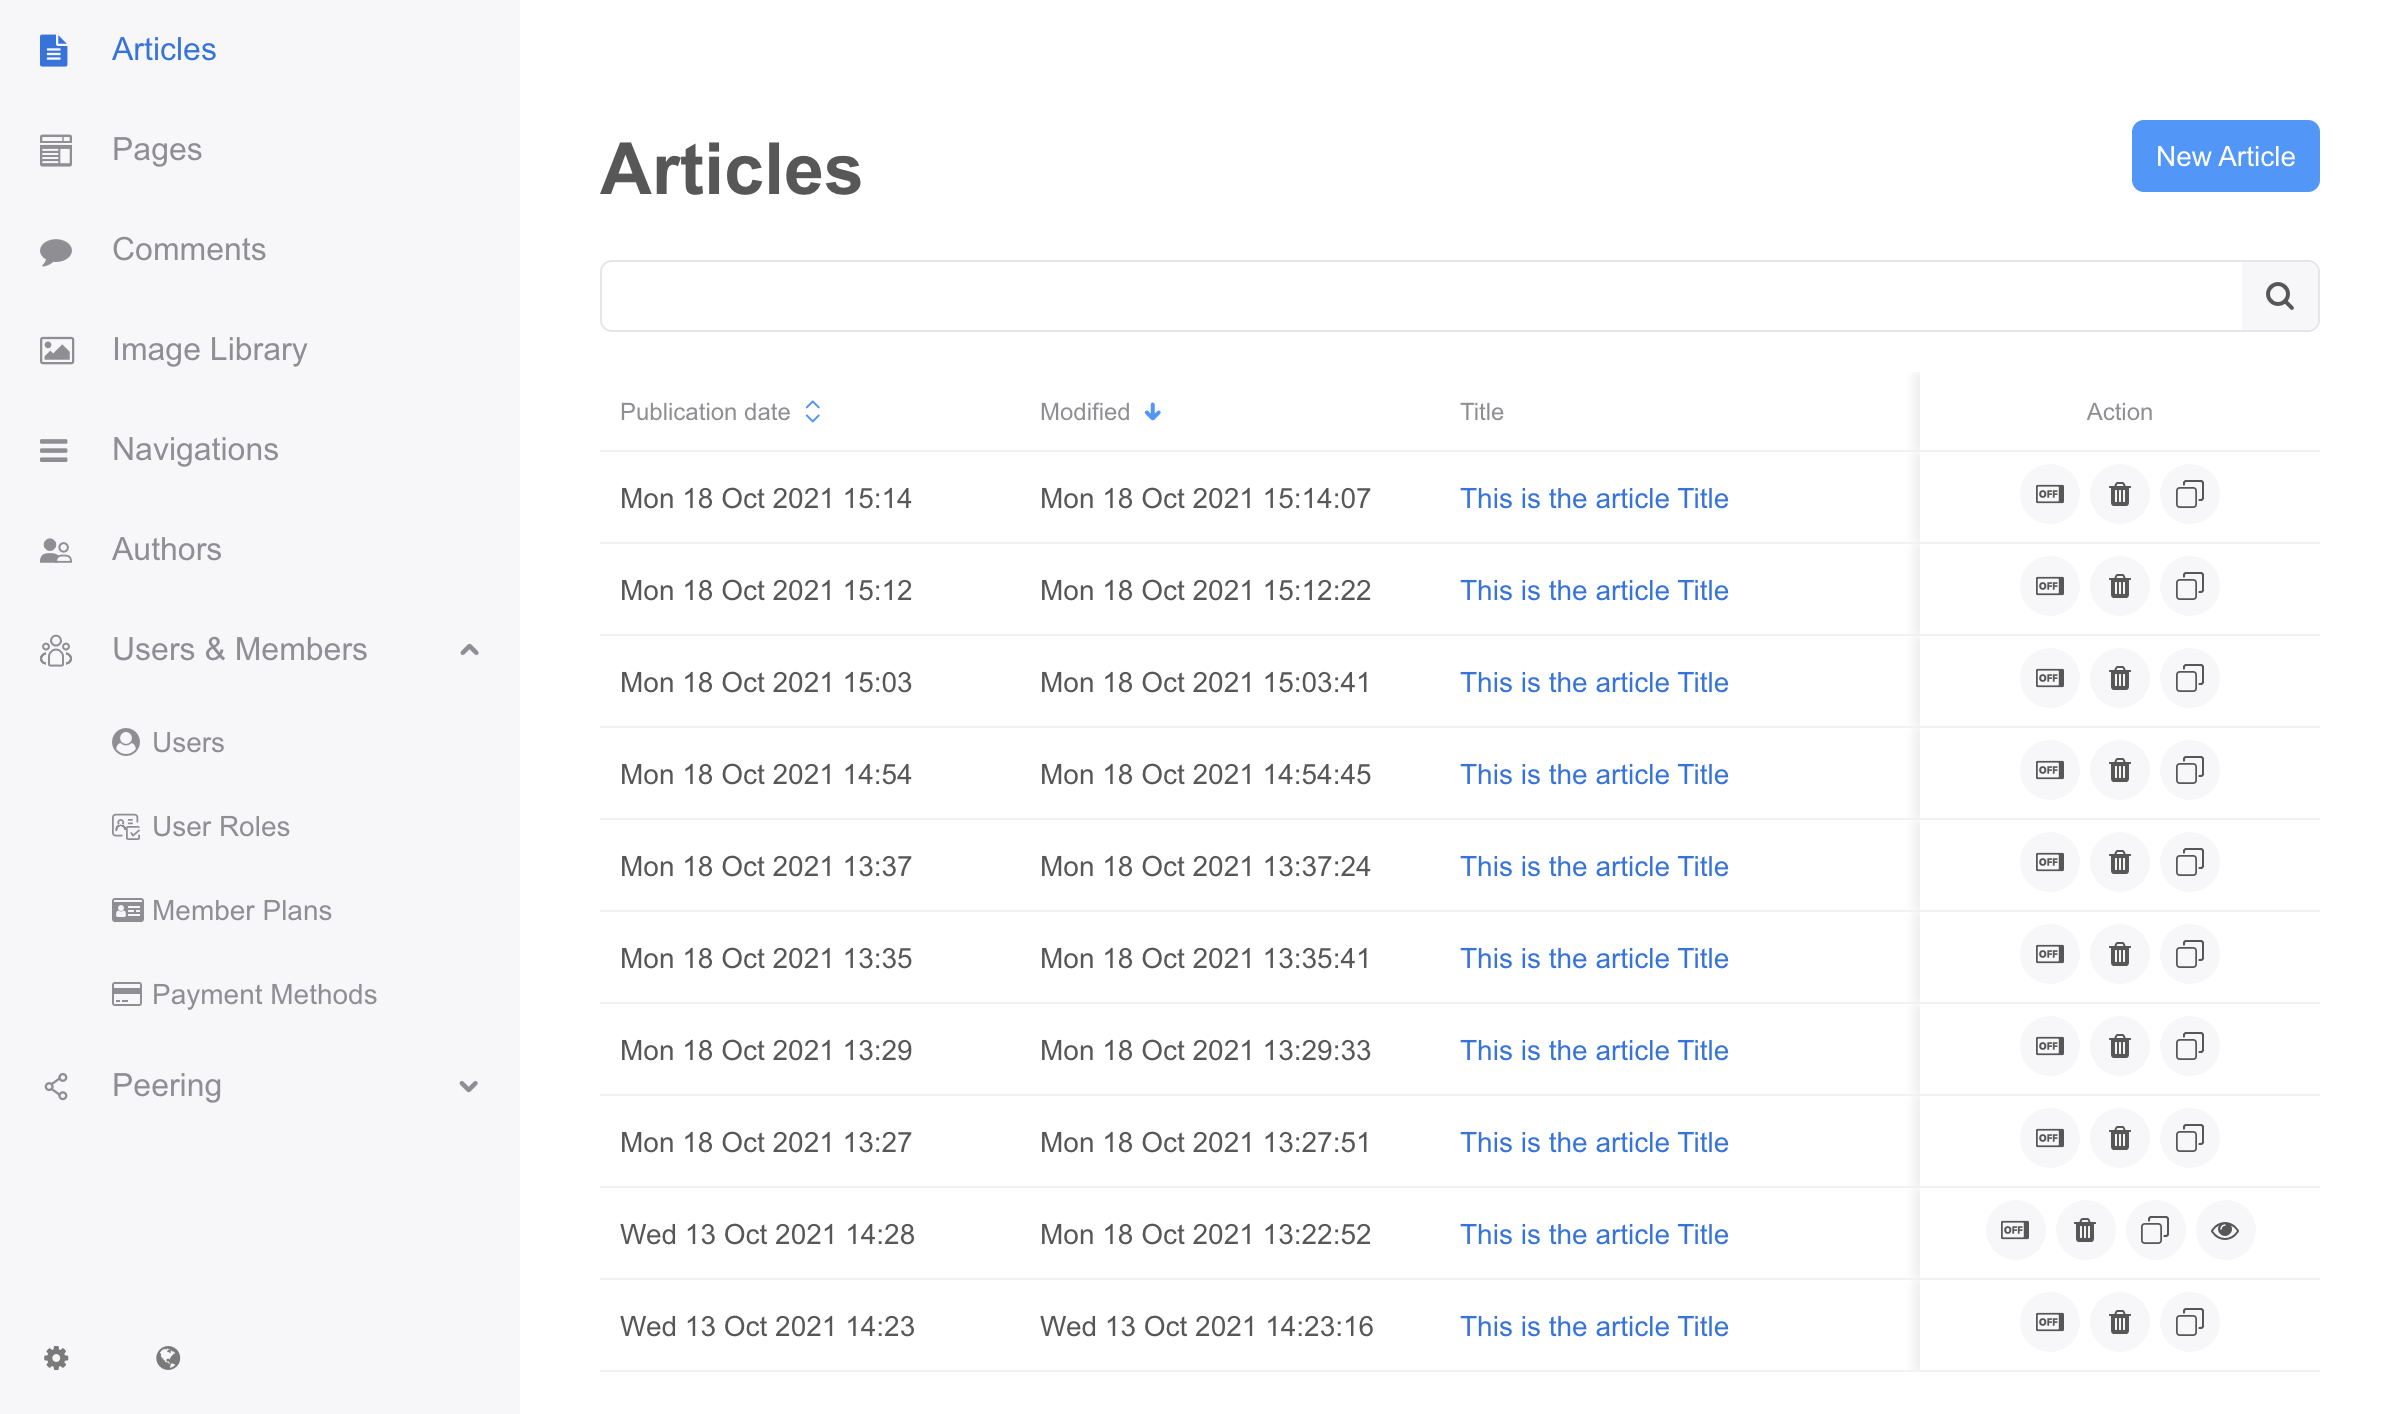 Articles
Pages
Comments
Image Library
Navigations
Authors
Users & Members
Users
User Roles
Member Plans
Payment Methods
Peering
Articles
New Article
Publication date Modified Title Action
Mon 18 Oct 2021 15:14 Mon 18 Oct 2021 15:14:07 This is the article Title OFF
Mon 18 Oct 2021 15:12 Mon 18 Oct 2021 15:12:22 This is the article Title OFF
Mon 18 Oct 2021 15:03 Mon 18 Oct 2021 15:03:41 This is the article Title OFF
Mon 18 Oct 2021 14:54 Mon 18 Oct 2021 14:54:45 This is the article Title OFF
Mon 18 Oct 2021 13:37 Mon 18 Oct 2021 13:37:24 This is the article Title OFF
Mon 18 Oct 2021 13:35 Mon 18 Oct 2021 13:35:41 This is the article Title OFF
Mon 18 Oct 2021 13:29 Mon 18 Oct 2021 13:29:33 This is the article Title OFF
Mon 18 Oct 2021 13:27 Mon 18 Oct 2021 13:27:51 This is the article Title OFF
Wed 13 Oct 2021 14:28 Mon 18 Oct 2021 13:22:52 This is the article Title OFF
Wed 13 Oct 2021 14:23 Wed 13 Oct 2021 14:23:16 This is the article Title OFF